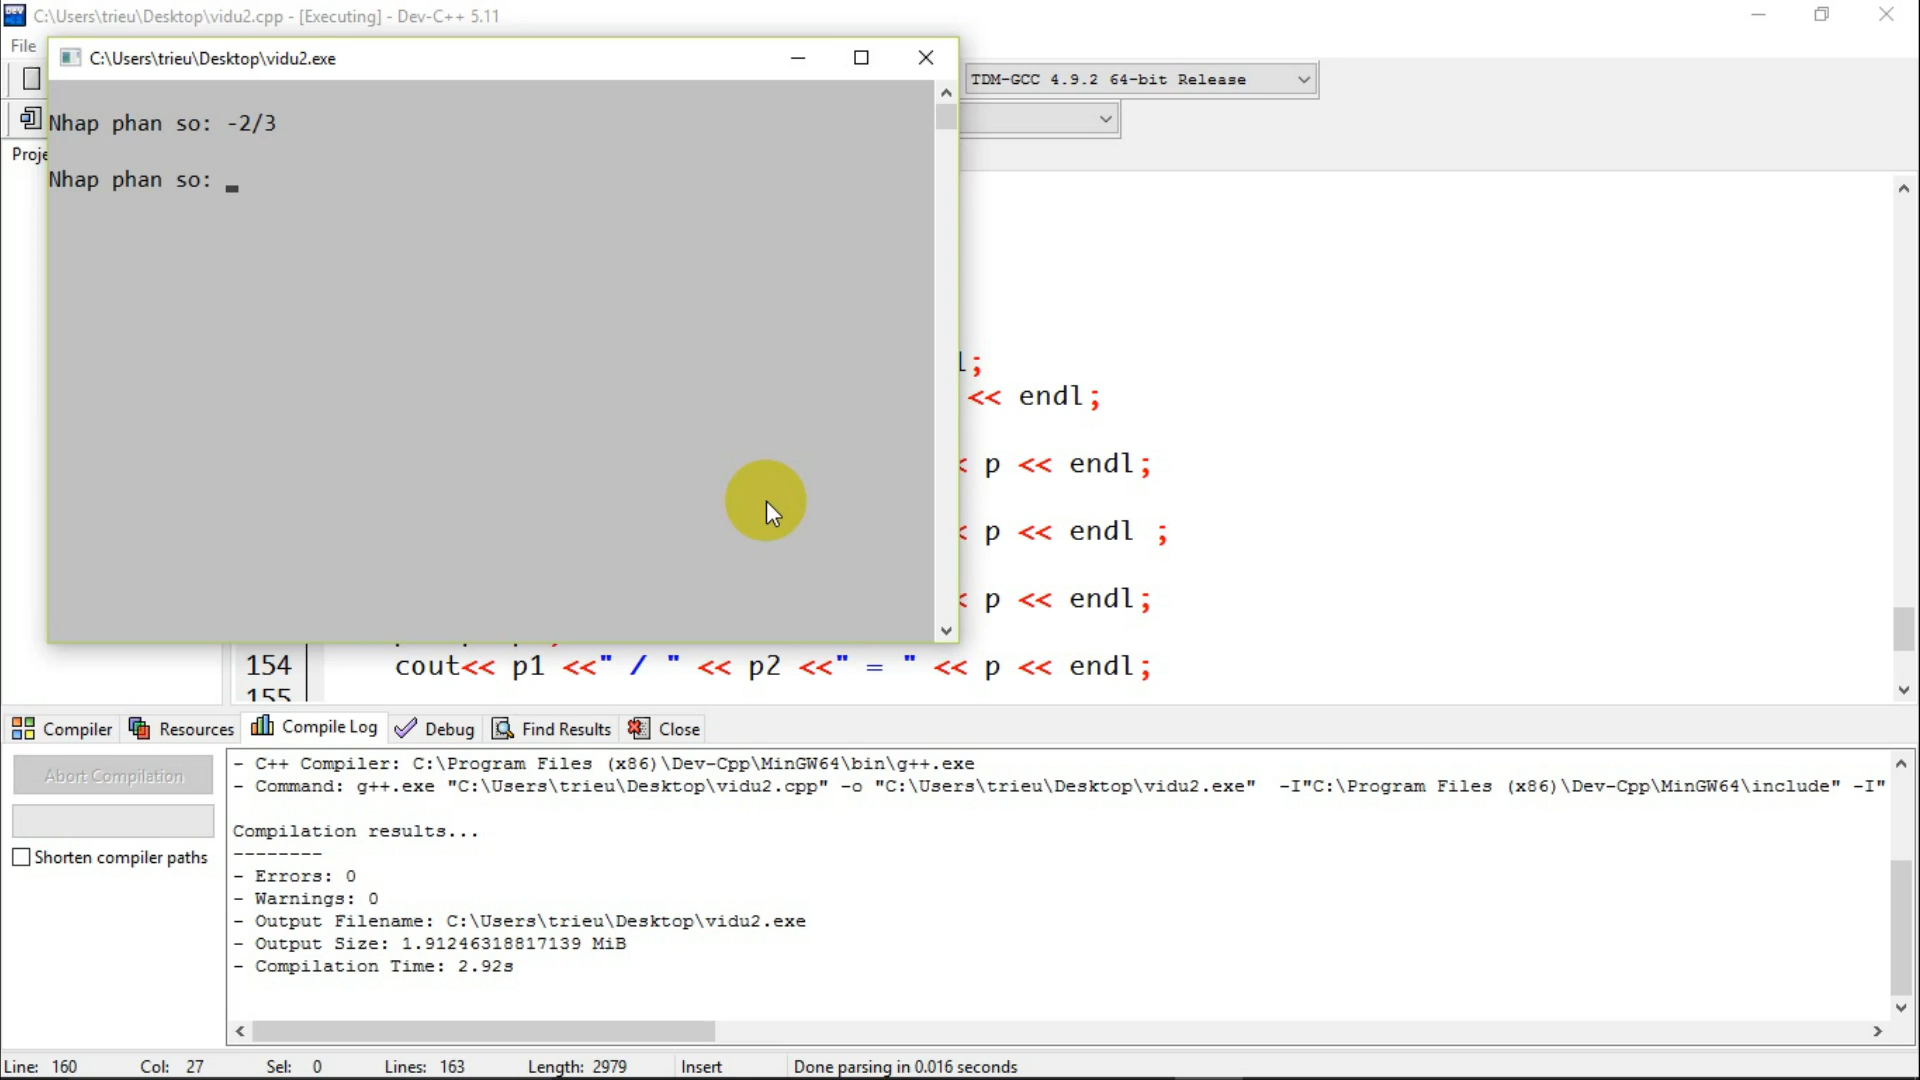 C:\Users\trieu\Desktop\vidu2.cpp - [Executing] - Dev-C++ 5.11
File
C:\Users\trieu\Desktop\vidu2.exe
TDM-GCC 4.9.2 64-bit Release
Nhap phan so: -2/3
Proje
Nhap phan so: _
l;
<< endl;
< p << endl;
< p << endl ;
< p << endl;
154 cout<< p1 <<" / " << p2 <<" = " << p << endl;
155
Compiler Resources Compile Log Debug Find Results Close
Abort Compilation
Shorten compiler paths
- C++ Compiler: C:\Program Files (x86)\Dev-Cpp\MinGW64\bin\g++.exe
- Command: g++.exe "C:\Users\trieu\Desktop\vidu2.cpp" -o "C:\Users\trieu\Desktop\vidu2.exe" -I"C:\Program Files (x86)\Dev-Cpp\MinGW64\include" -I"
Compilation results...
--------
- Errors: 0
- Warnings: 0
- Output Filename: C:\Users\trieu\Desktop\vidu2.exe
- Output Size: 1.91246318817139 MiB
- Compilation Time: 2.92s
Line: 160 Col: 27 Sel: 0 Lines: 163 Length: 2979 Insert Done parsing in 0.016 seconds